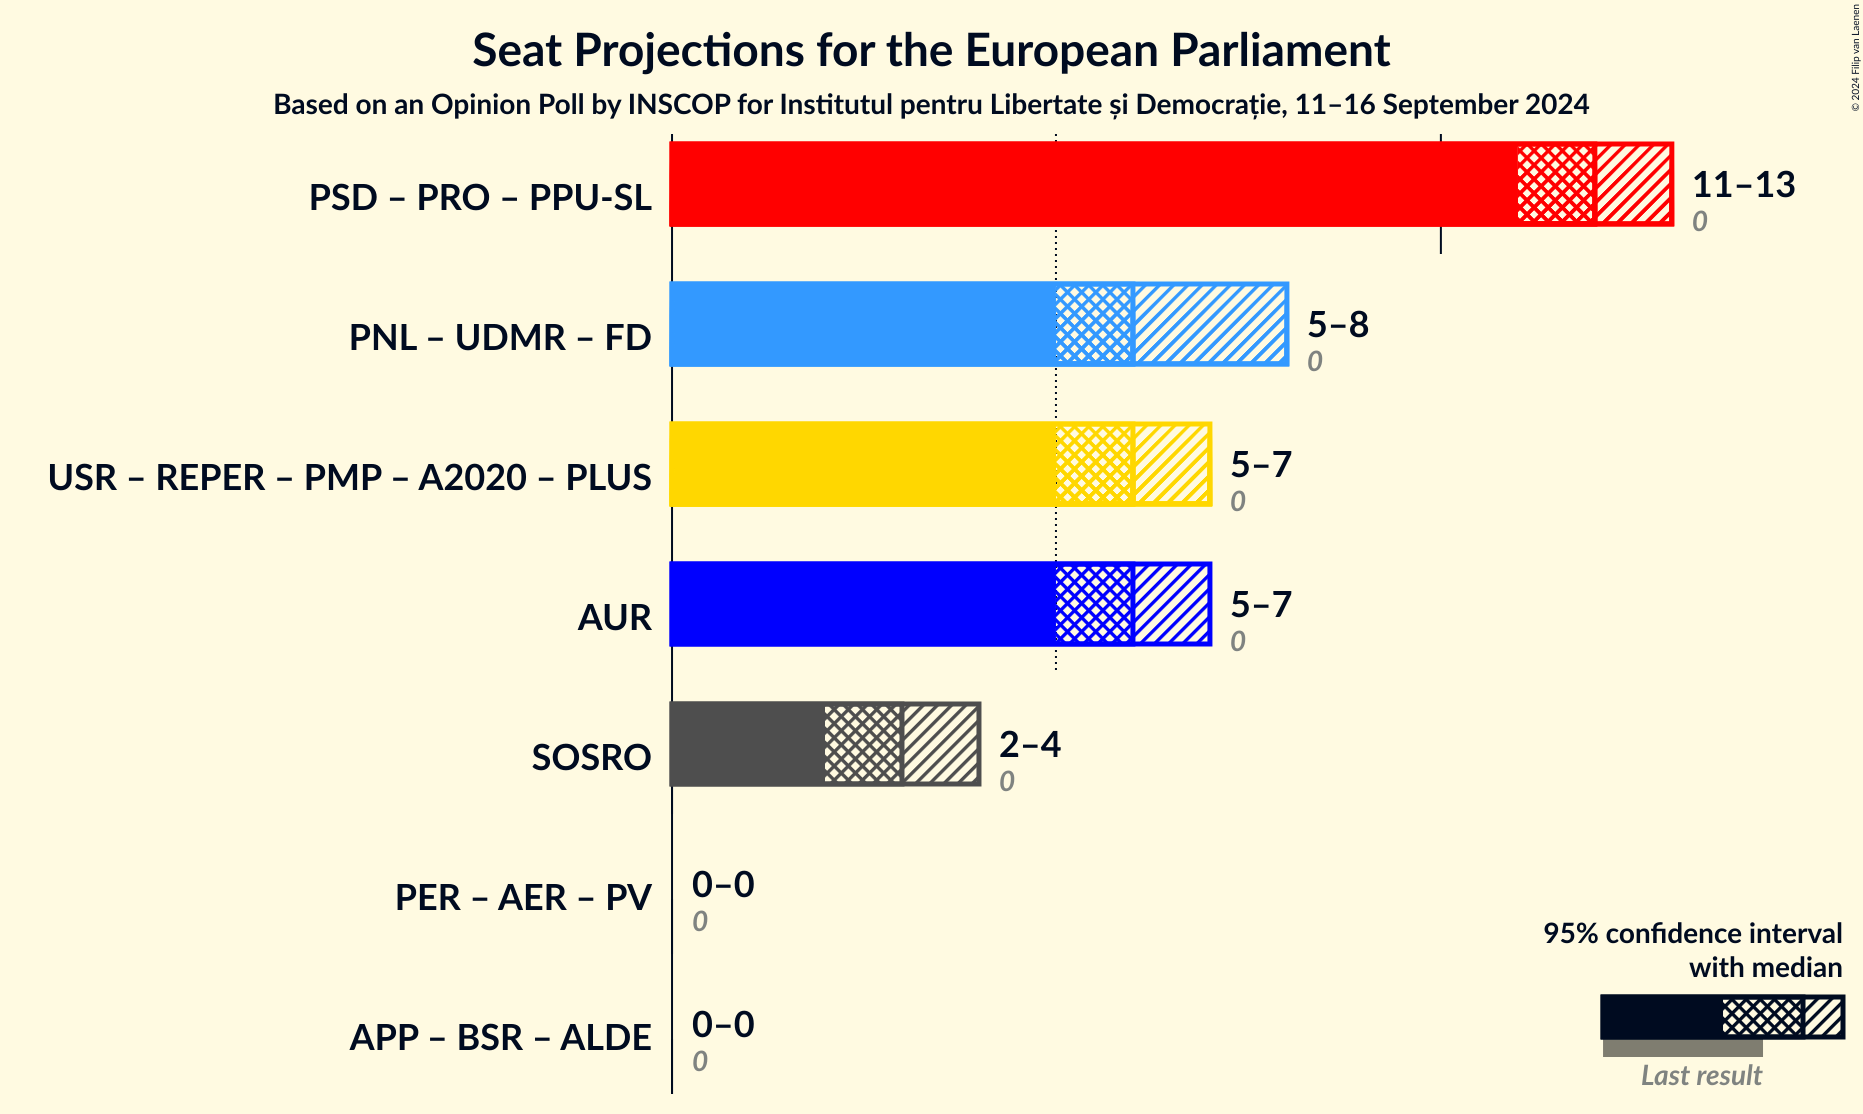 Seat Projections for the European Parliament
Based on an Opinion Poll by INSCOP for Institutul pentru Libertate și Democrație, 11–16 September 2024
© 2024 Filip van Laenen
PSD – PRO – PPU-SL
11–13
0
PNL – UDMR – FD
5–8
0
USR – REPER – PMP – A2020 – PLUS
5–7
0
AUR
5–7
0
SOSRO
2–4
0
PER – AER – PV
0–0
0
APP – BSR – ALDE
0–0
0
95% confidence interval
with median
Last result